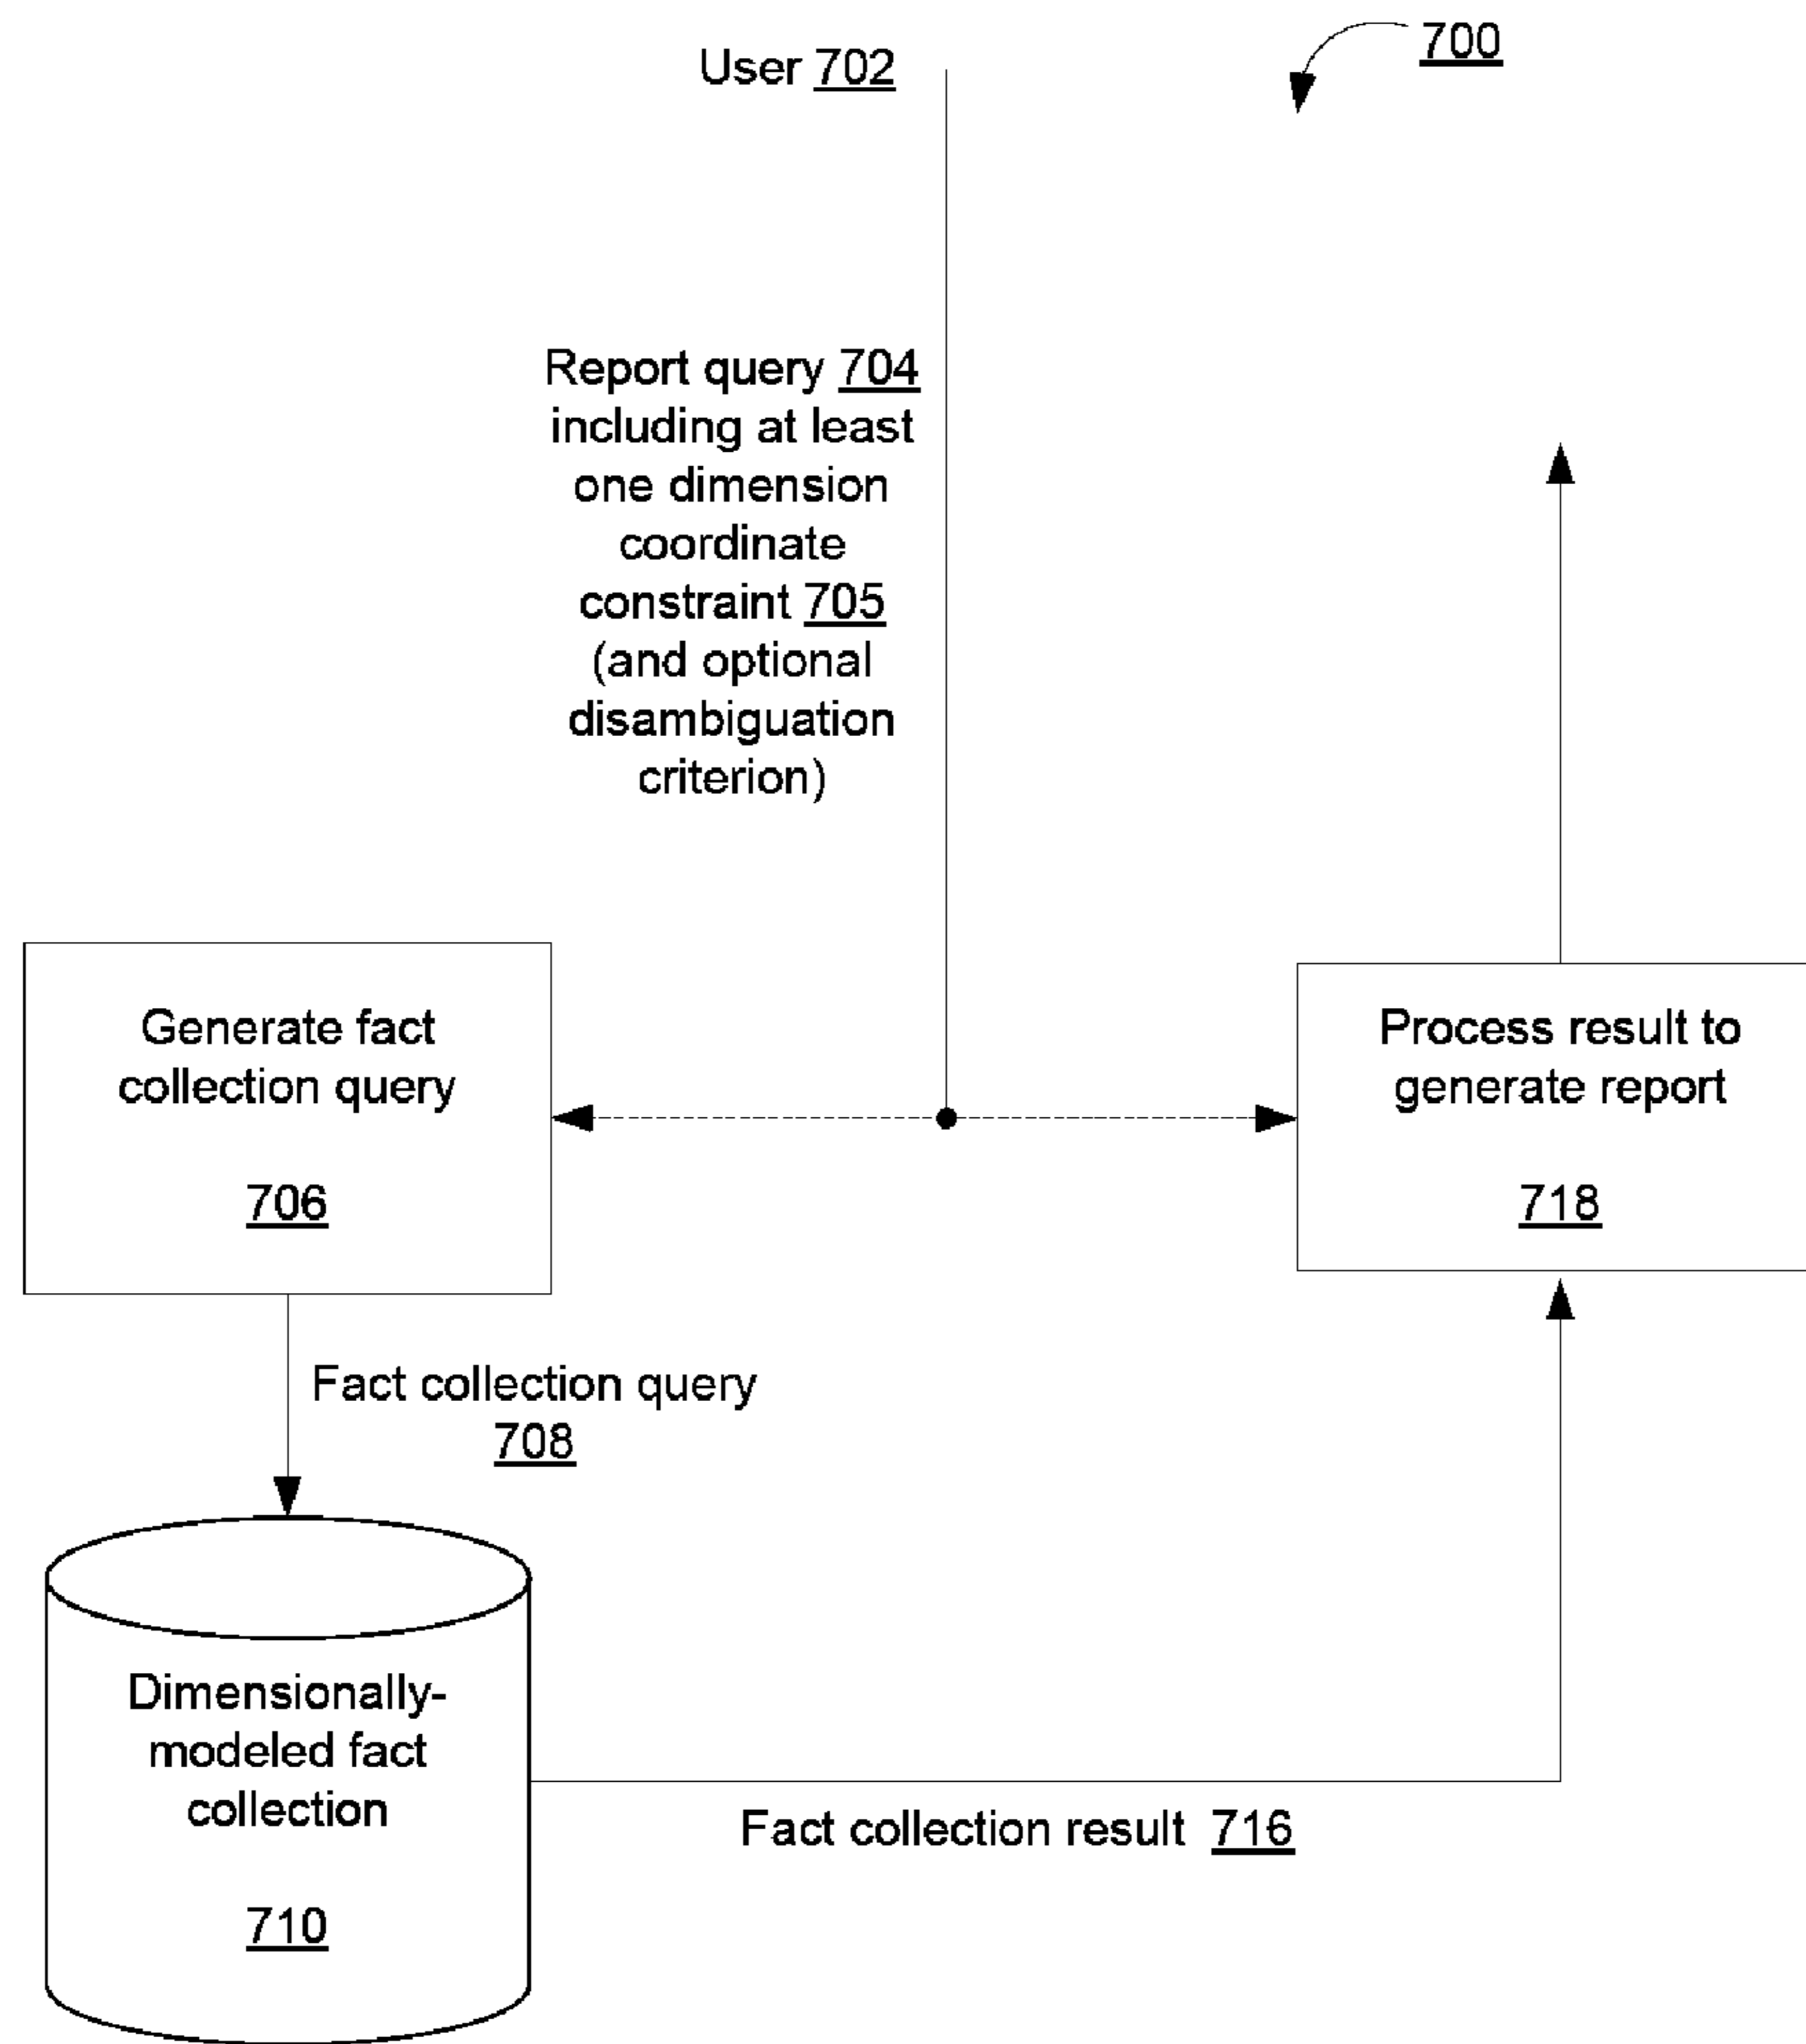 700
User 702
Report query 704
including at least
one dimension
coordinate
constraint 705
(and optional
disambiguation
criterion)
Generate fact
collection query
706
Process result to
generate report
718
Fact collection query
708
Dimensionally-
modeled fact
collection
710
Fact collection result 716